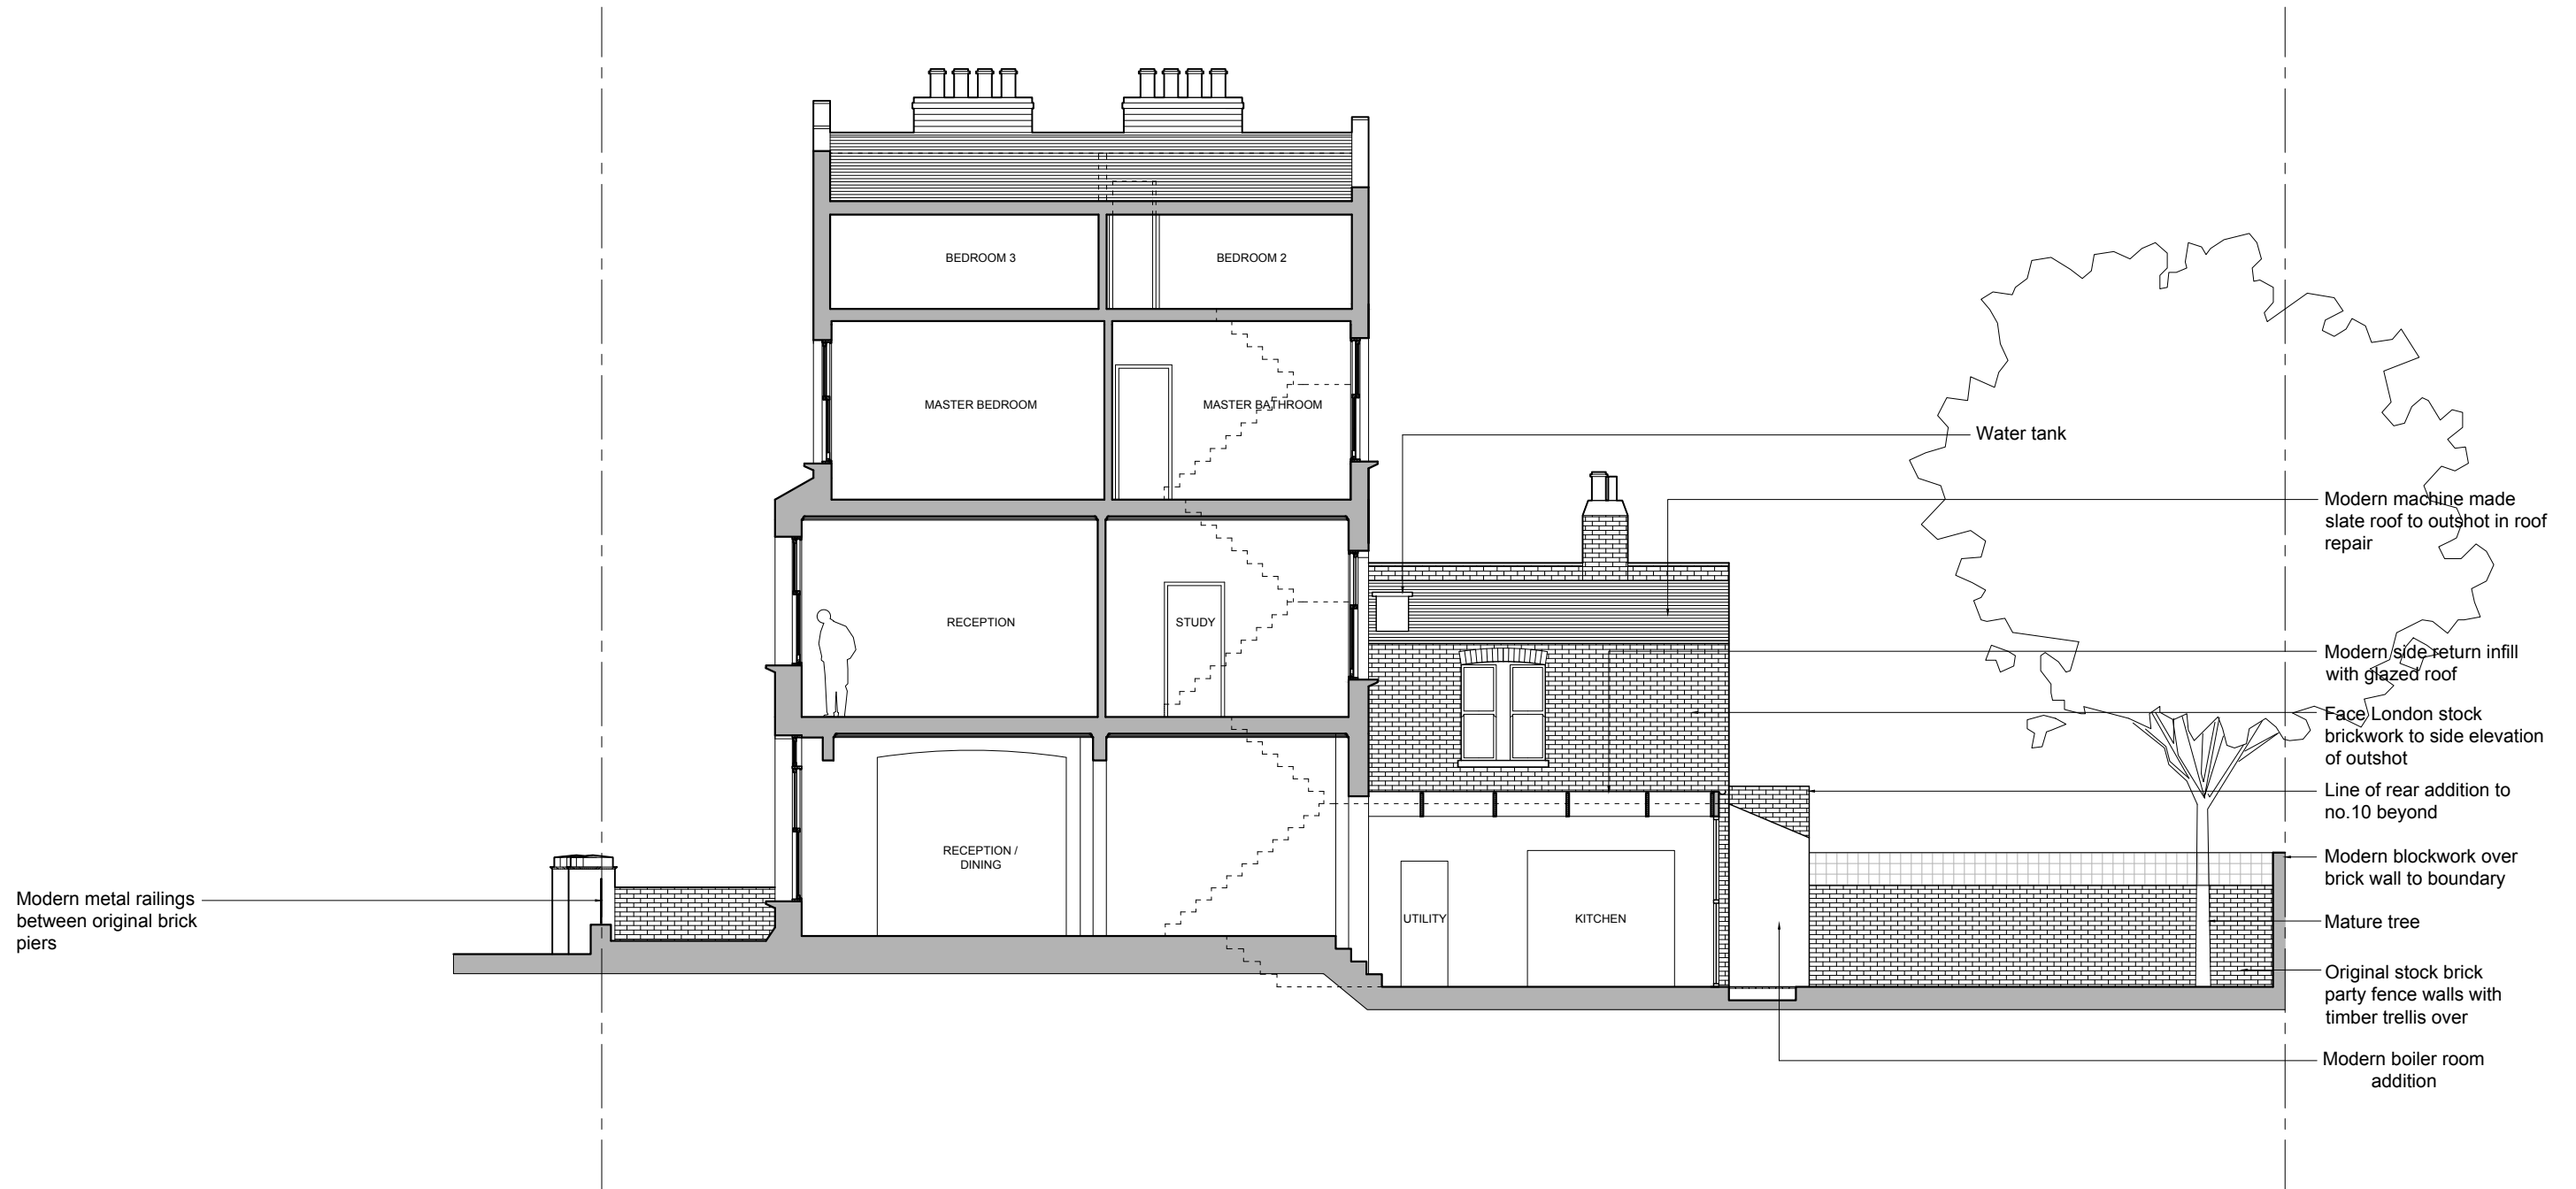 BEDROOM 3
BEDROOM 2
MASTER BEDROOM
MASTER BATHROOM
Water tank
Modern machine made
slate roof to outshot in roof
repair
RECEPTION
STUDY
Modern side return infill
with glazed roof
Face London stock
brickwork to side elevation
of outshot
Line of rear addition to
no.10 beyond
RECEPTION /
DINING
Modern blockwork over
brick wall to boundary
Modern metal railings
between original brick
piers
UTILITY
KITCHEN
Mature tree
Original stock brick
party fence walls with
timber trellis over
Modern boiler room
addition